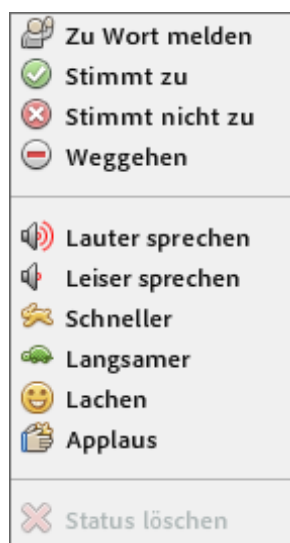 Zu Wort melden
Stimmt zu
Stimmt nicht zu
Weggehen
Lauter sprechen
Leiser sprechen
Schneller
Langsamer
Lachen
Applaus
Status löschen